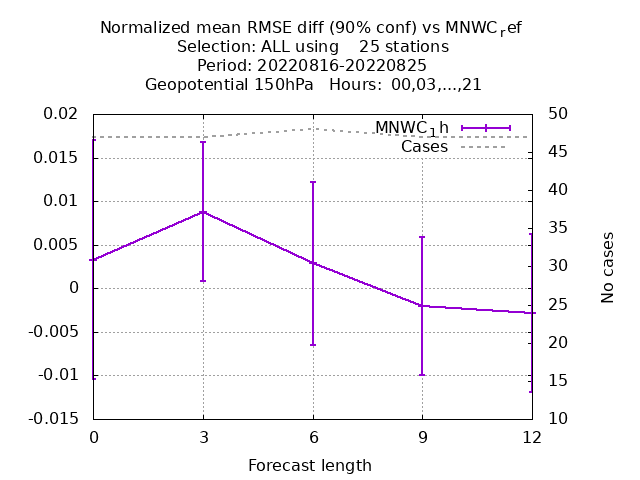 Normalized mean RMSE diff (90% conf) vs MNWC_ref
Selection: ALL using    25 stations
Period: 20220816-20220825
Geopotential 150hPa   Hours:  00,03,...,21
MNWC_1h
Cases
0.02
0.015
0.01
0.005
0
-0.005
-0.01
-0.015
50
45
40
35
30
25
20
15
10
No cases
0 3 6 9 12
Forecast length